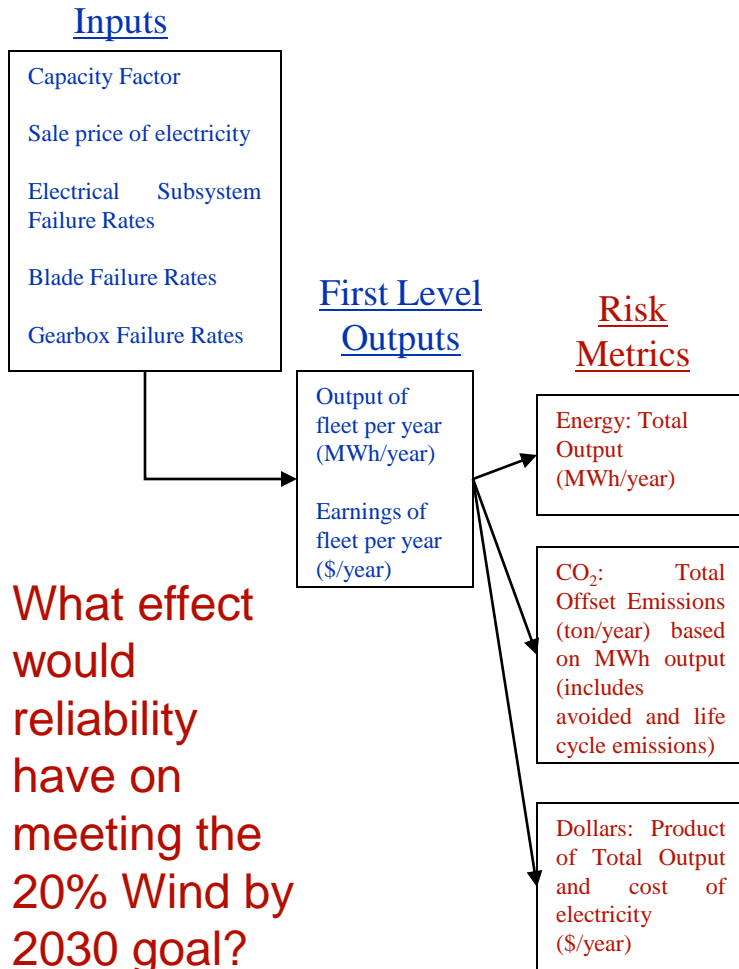 Inputs
Capacity Factor
Sale price of electricity
Electrical Subsystem
Failure Rates
Blade Failure Rates
Gearbox Failure Rates
First Level
Outputs
Output of
fleet per year
(MWh/year)
Earnings of
fleet per year
($/year)
Risk
Metrics
Energy: Total
Output
(MWh/year)
CO₂: Total
Offset Emissions
(ton/year) based
on MWh output
(includes
avoided and life
cycle emissions)
Dollars: Product
of Total Output
and cost of
electricity
($/year)
What effect
would
reliability
have on
meeting the
20% Wind by
2030 goal?